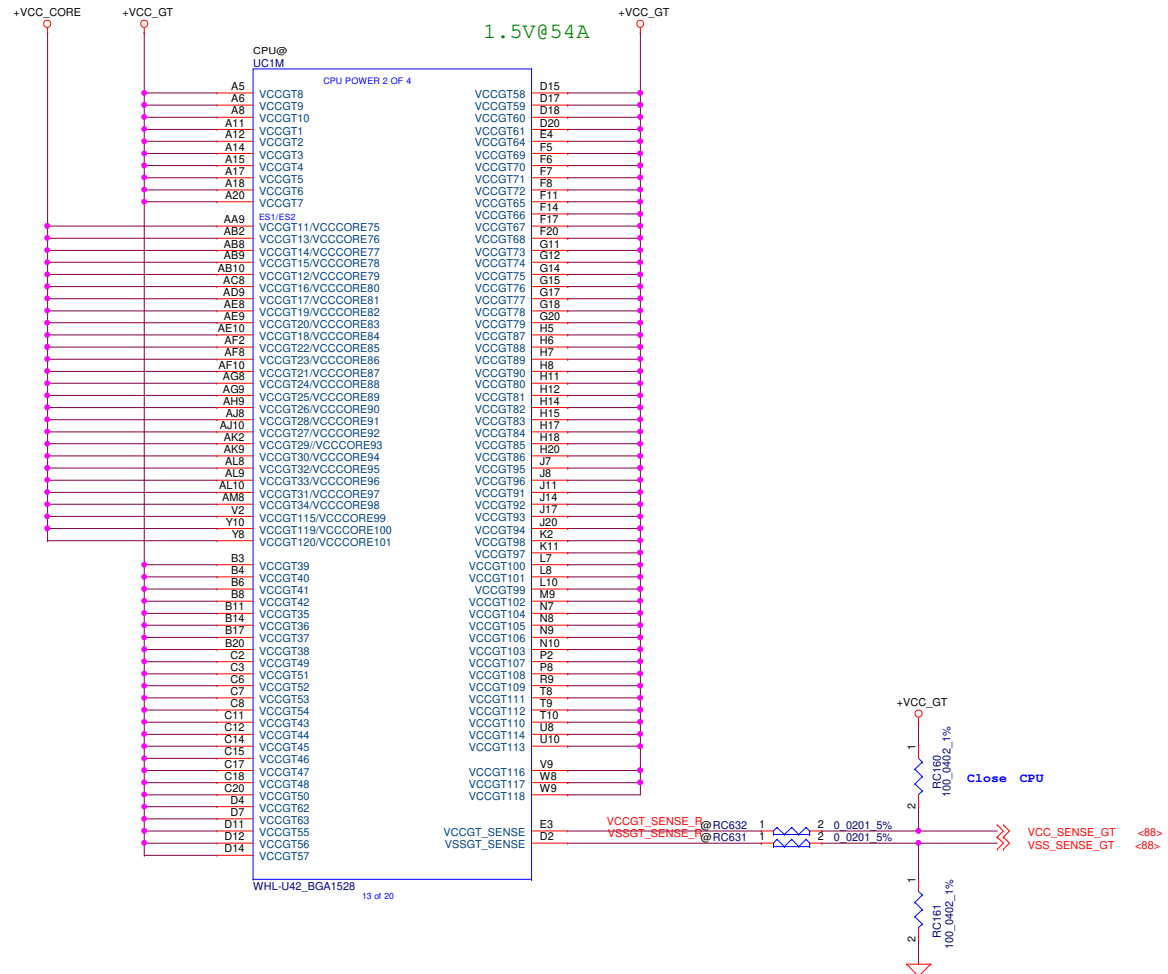 +VCC_CORE +VCC_GT +VCC_GT
1.5V@54A
CPU@
UC1M
CPU POWER 2 OF 4
A5 VCCGT8 VCCGT58 D15
A6 VCCGT9 VCCGT59 D17
A8 VCCGT10 VCCGT60 D18
A11 VCCGT1 VCCGT61 D20
A12 VCCGT2 VCCGT64 E4
A14 VCCGT3 VCCGT69 F5
A15 VCCGT4 VCCGT70 F6
A17 VCCGT5 VCCGT71 F7
A18 VCCGT6 VCCGT72 F8
A20 VCCGT7 VCCGT65 F11
ES1/ES2 VCCGT66 F14
AA9 VCCGT11/VCCCORE75 VCCGT67 F17
AB2 VCCGT13/VCCCORE76 VCCGT68 F20
AB8 VCCGT14/VCCCORE77 VCCGT73 G11
AB9 VCCGT15/VCCCORE78 VCCGT74 G12
AB10 VCCGT12/VCCCORE79 VCCGT75 G14
AC8 VCCGT16/VCCCORE80 VCCGT76 G15
AD9 VCCGT17/VCCCORE81 VCCGT77 G17
AE8 VCCGT19/VCCCORE82 VCCGT78 G18
AE9 VCCGT20/VCCCORE83 VCCGT79 G20
AE10 VCCGT18/VCCCORE84 VCCGT87 H5
AF2 VCCGT22/VCCCORE85 VCCGT88 H6
AF8 VCCGT23/VCCCORE86 VCCGT89 H7
AF10 VCCGT21/VCCCORE87 VCCGT90 H8
AG8 VCCGT24/VCCCORE88 VCCGT80 H11
AG9 VCCGT25/VCCCORE89 VCCGT81 H12
AH9 VCCGT26/VCCCORE90 VCCGT82 H14
AJ8 VCCGT28/VCCCORE91 VCCGT83 H15
AJ10 VCCGT27/VCCCORE92 VCCGT84 H17
AK2 VCCGT29//VCCCORE93 VCCGT85 H18
AK9 VCCGT30/VCCCORE94 VCCGT86 H20
AL8 VCCGT32/VCCCORE95 VCCGT95 J7
AL9 VCCGT33/VCCCORE96 VCCGT96 J8
AL10 VCCGT31/VCCCORE97 VCCGT91 J11
AM8 VCCGT34/VCCCORE98 VCCGT92 J14
V2 VCCGT115/VCCCORE99 VCCGT93 J17
Y10 VCCGT119/VCCCORE100 VCCGT94 J20
Y8 VCCGT120/VCCCORE101 VCCGT98 K2
VCCGT97 K11
B3 VCCGT39 VCCGT100 L7
B4 VCCGT40 VCCGT101 L8
B6 VCCGT41 VCCGT99 L10
B8 VCCGT42 VCCGT102 M9
B11 VCCGT35 VCCGT104 N7
B14 VCCGT36 VCCGT105 N8
B17 VCCGT37 VCCGT106 N9
B20 VCCGT38 VCCGT103 N10
C2 VCCGT49 VCCGT107 P2
C3 VCCGT51 VCCGT108 P8
C6 VCCGT52 VCCGT109 R9
C7 VCCGT53 VCCGT111 T8
C8 VCCGT54 VCCGT112 T9
C11 VCCGT43 VCCGT110 T10
C12 VCCGT44 VCCGT114 U8
C14 VCCGT45 VCCGT113 U10
C15 VCCGT46
C17 VCCGT47 VCCGT116 V9
C18 VCCGT48 VCCGT117 W8
C20 VCCGT50 VCCGT118 W9
D4 VCCGT62
D7 VCCGT63
D11 VCCGT55 VCCGT_SENSE E3
D12 VCCGT56 VSSGT_SENSE D2
D14 VCCGT57
WHL-U42_BGA1528
13 of 20
VCCGT_SENSE_R @RC632 1 2 0_0201_5% VCC_SENSE_GT <88>
VSSGT_SENSE_R @RC631 1 2 0_0201_5% VSS_SENSE_GT <88>
+VCC_GT
1
RC160
100_0402_1%
2
Close CPU
1
RC161
100_0402_1%
2